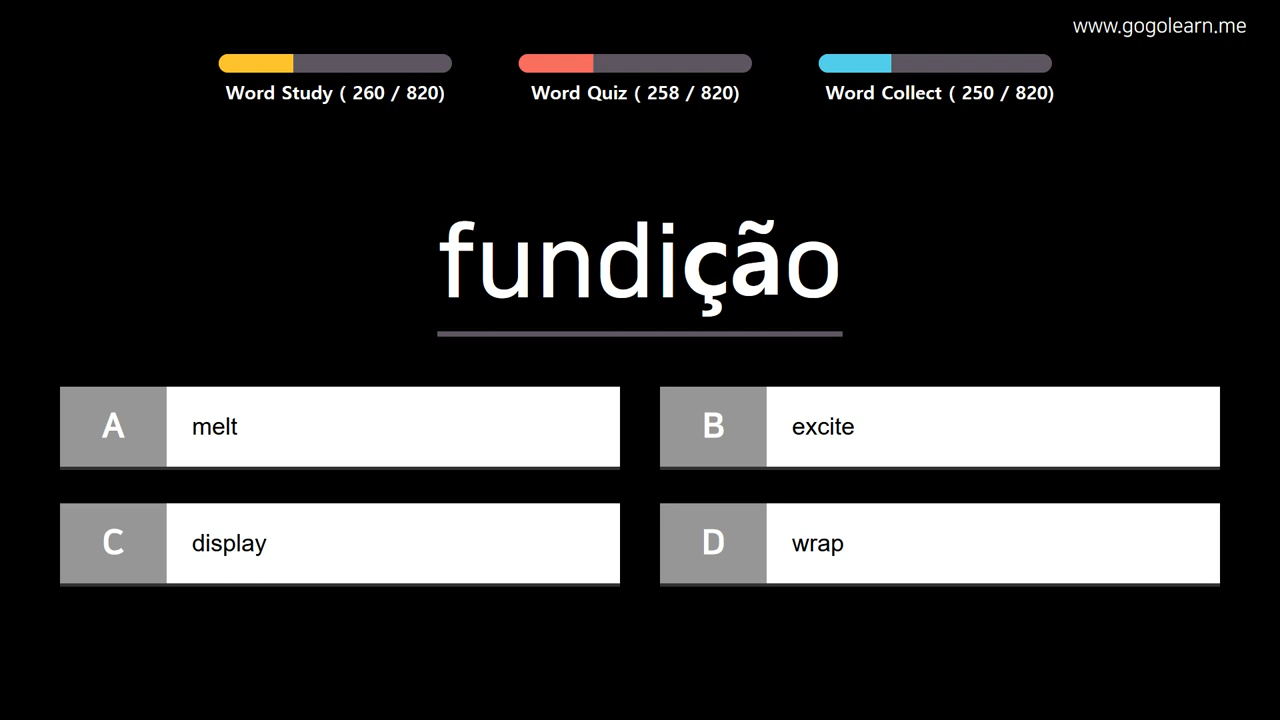 www.gogolearn.me
Word Study ( 260 / 820)
Word Quiz ( 258 / 820)
Word Collect ( 250 / 820)
fundição
A melt
B excite
C display
D wrap